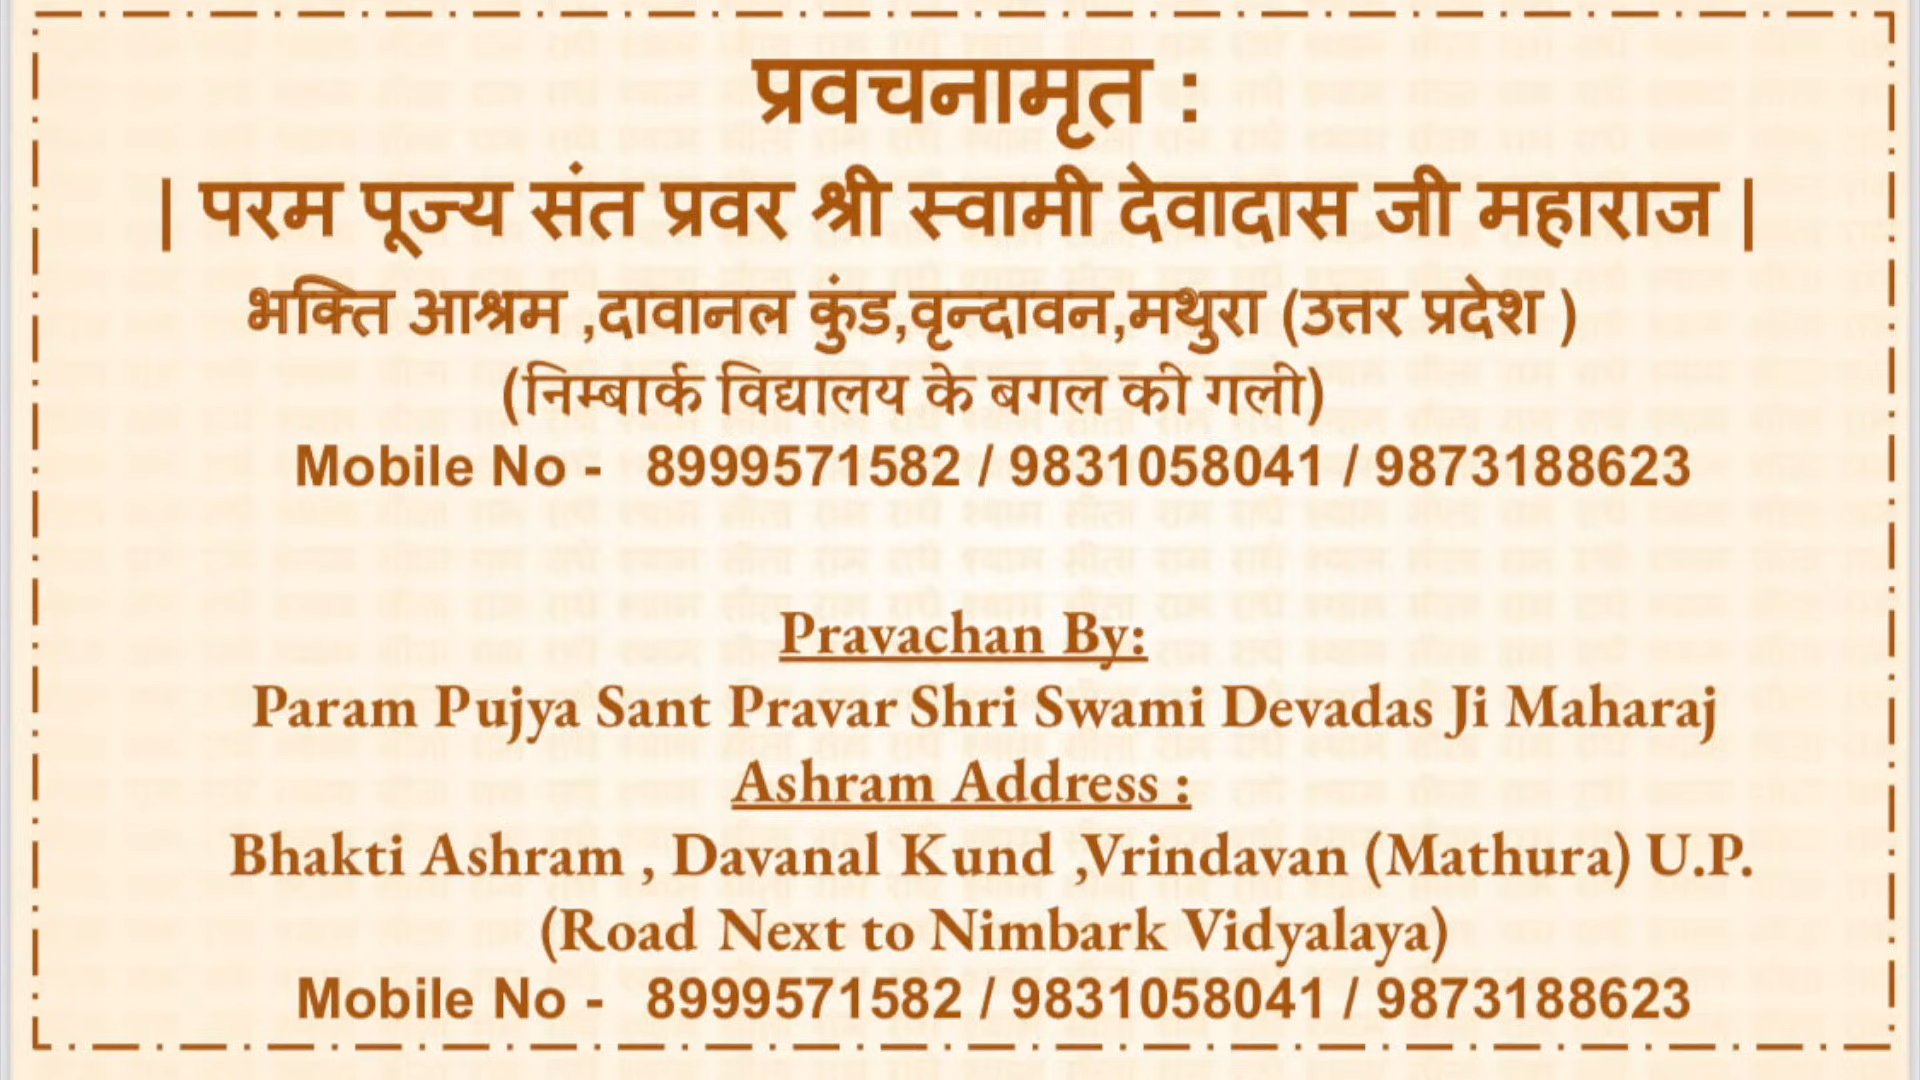 प्रवचनामृत :
| परम पूज्य संत प्रवर श्री स्वामी देवादास जी महाराज |
भक्ति आश्रम ,दावानल कुंड,वृन्दावन,मथुरा (उत्तर प्रदेश )
(निम्बार्क विद्यालय के बगल की गली)
Mobile No - 8999571582 / 9831058041 / 9873188623
Pravachan By:
Param Pujya Sant Pravar Shri Swami Devadas Ji Maharaj
Ashram Address :
Bhakti Ashram , Davanal Kund ,Vrindavan (Mathura) U.P.
(Road Next to Nimbark Vidyalaya)
Mobile No - 8999571582 / 9831058041 / 9873188623